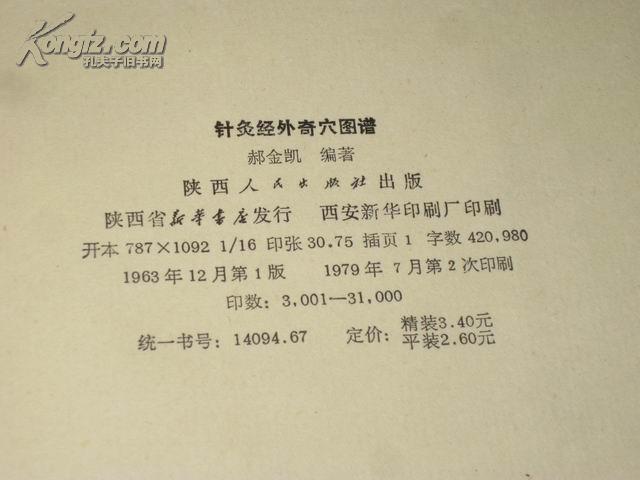 Kongfz.com
孔夫子旧书网
针灸经外奇穴图谱
郝金凯 编著
陕西人民出版社出版
陕西省新华书店发行 西安新华印刷厂印刷
开本 787×1092 1/16 印张 30.75 插页 1 字数 420,980
1963年12月第1版 1979年7月第2次印刷
印数：3,001—31,000
统一书号：14094.67 定价：精装3.40元
平装2.60元